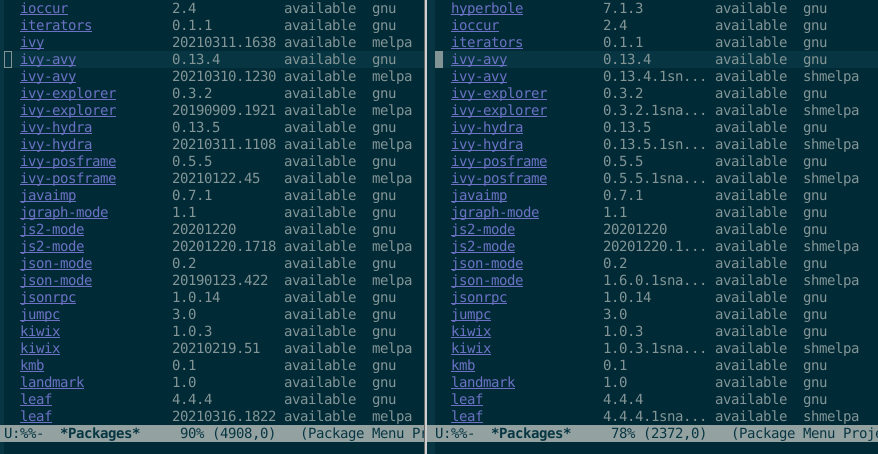 ioccur 2.4 available gnu
iterators 0.1.1 available gnu
ivy 20210311.1638 available melpa
ivy-avy 0.13.4 available gnu
ivy-avy 20210310.1230 available melpa
ivy-explorer 0.3.2 available gnu
ivy-explorer 20190909.1921 available melpa
ivy-hydra 0.13.5 available gnu
ivy-hydra 20210311.1108 available melpa
ivy-posframe 0.5.5 available gnu
ivy-posframe 20210122.45 available melpa
javaimp 0.7.1 available gnu
jgraph-mode 1.1 available gnu
js2-mode 20201220 available gnu
js2-mode 20201220.1718 available melpa
json-mode 0.2 available gnu
json-mode 20190123.422 available melpa
jsonrpc 1.0.14 available gnu
jumpc 3.0 available gnu
kiwix 1.0.3 available gnu
kiwix 20210219.51 available melpa
kmb 0.1 available gnu
landmark 1.0 available gnu
leaf 4.4.4 available gnu
leaf 20210316.1822 available melpa
U:%%- *Packages* 90% (4908,0) (Package Menu Pr
hyperbole 7.1.3 available gnu
ioccur 2.4 available gnu
iterators 0.1.1 available gnu
ivy-avy 0.13.4 available gnu
ivy-avy 0.13.4.1sna... available shmelpa
ivy-explorer 0.3.2 available gnu
ivy-explorer 0.3.2.1sna... available shmelpa
ivy-hydra 0.13.5 available gnu
ivy-hydra 0.13.5.1sn... available shmelpa
ivy-posframe 0.5.5 available gnu
ivy-posframe 0.5.5.1sna... available shmelpa
javaimp 0.7.1 available gnu
jgraph-mode 1.1 available gnu
js2-mode 20201220 available gnu
js2-mode 20201220.1... available shmelpa
json-mode 0.2 available gnu
json-mode 1.6.0.1sna... available shmelpa
jsonrpc 1.0.14 available gnu
jumpc 3.0 available gnu
kiwix 1.0.3 available gnu
kiwix 1.0.3.1sna... available shmelpa
kmb 0.1 available gnu
landmark 1.0 available gnu
leaf 4.4.4 available gnu
leaf 4.4.4.1sna... available shmelpa
U:%%- *Packages* 78% (2372,0) (Package Menu Proje